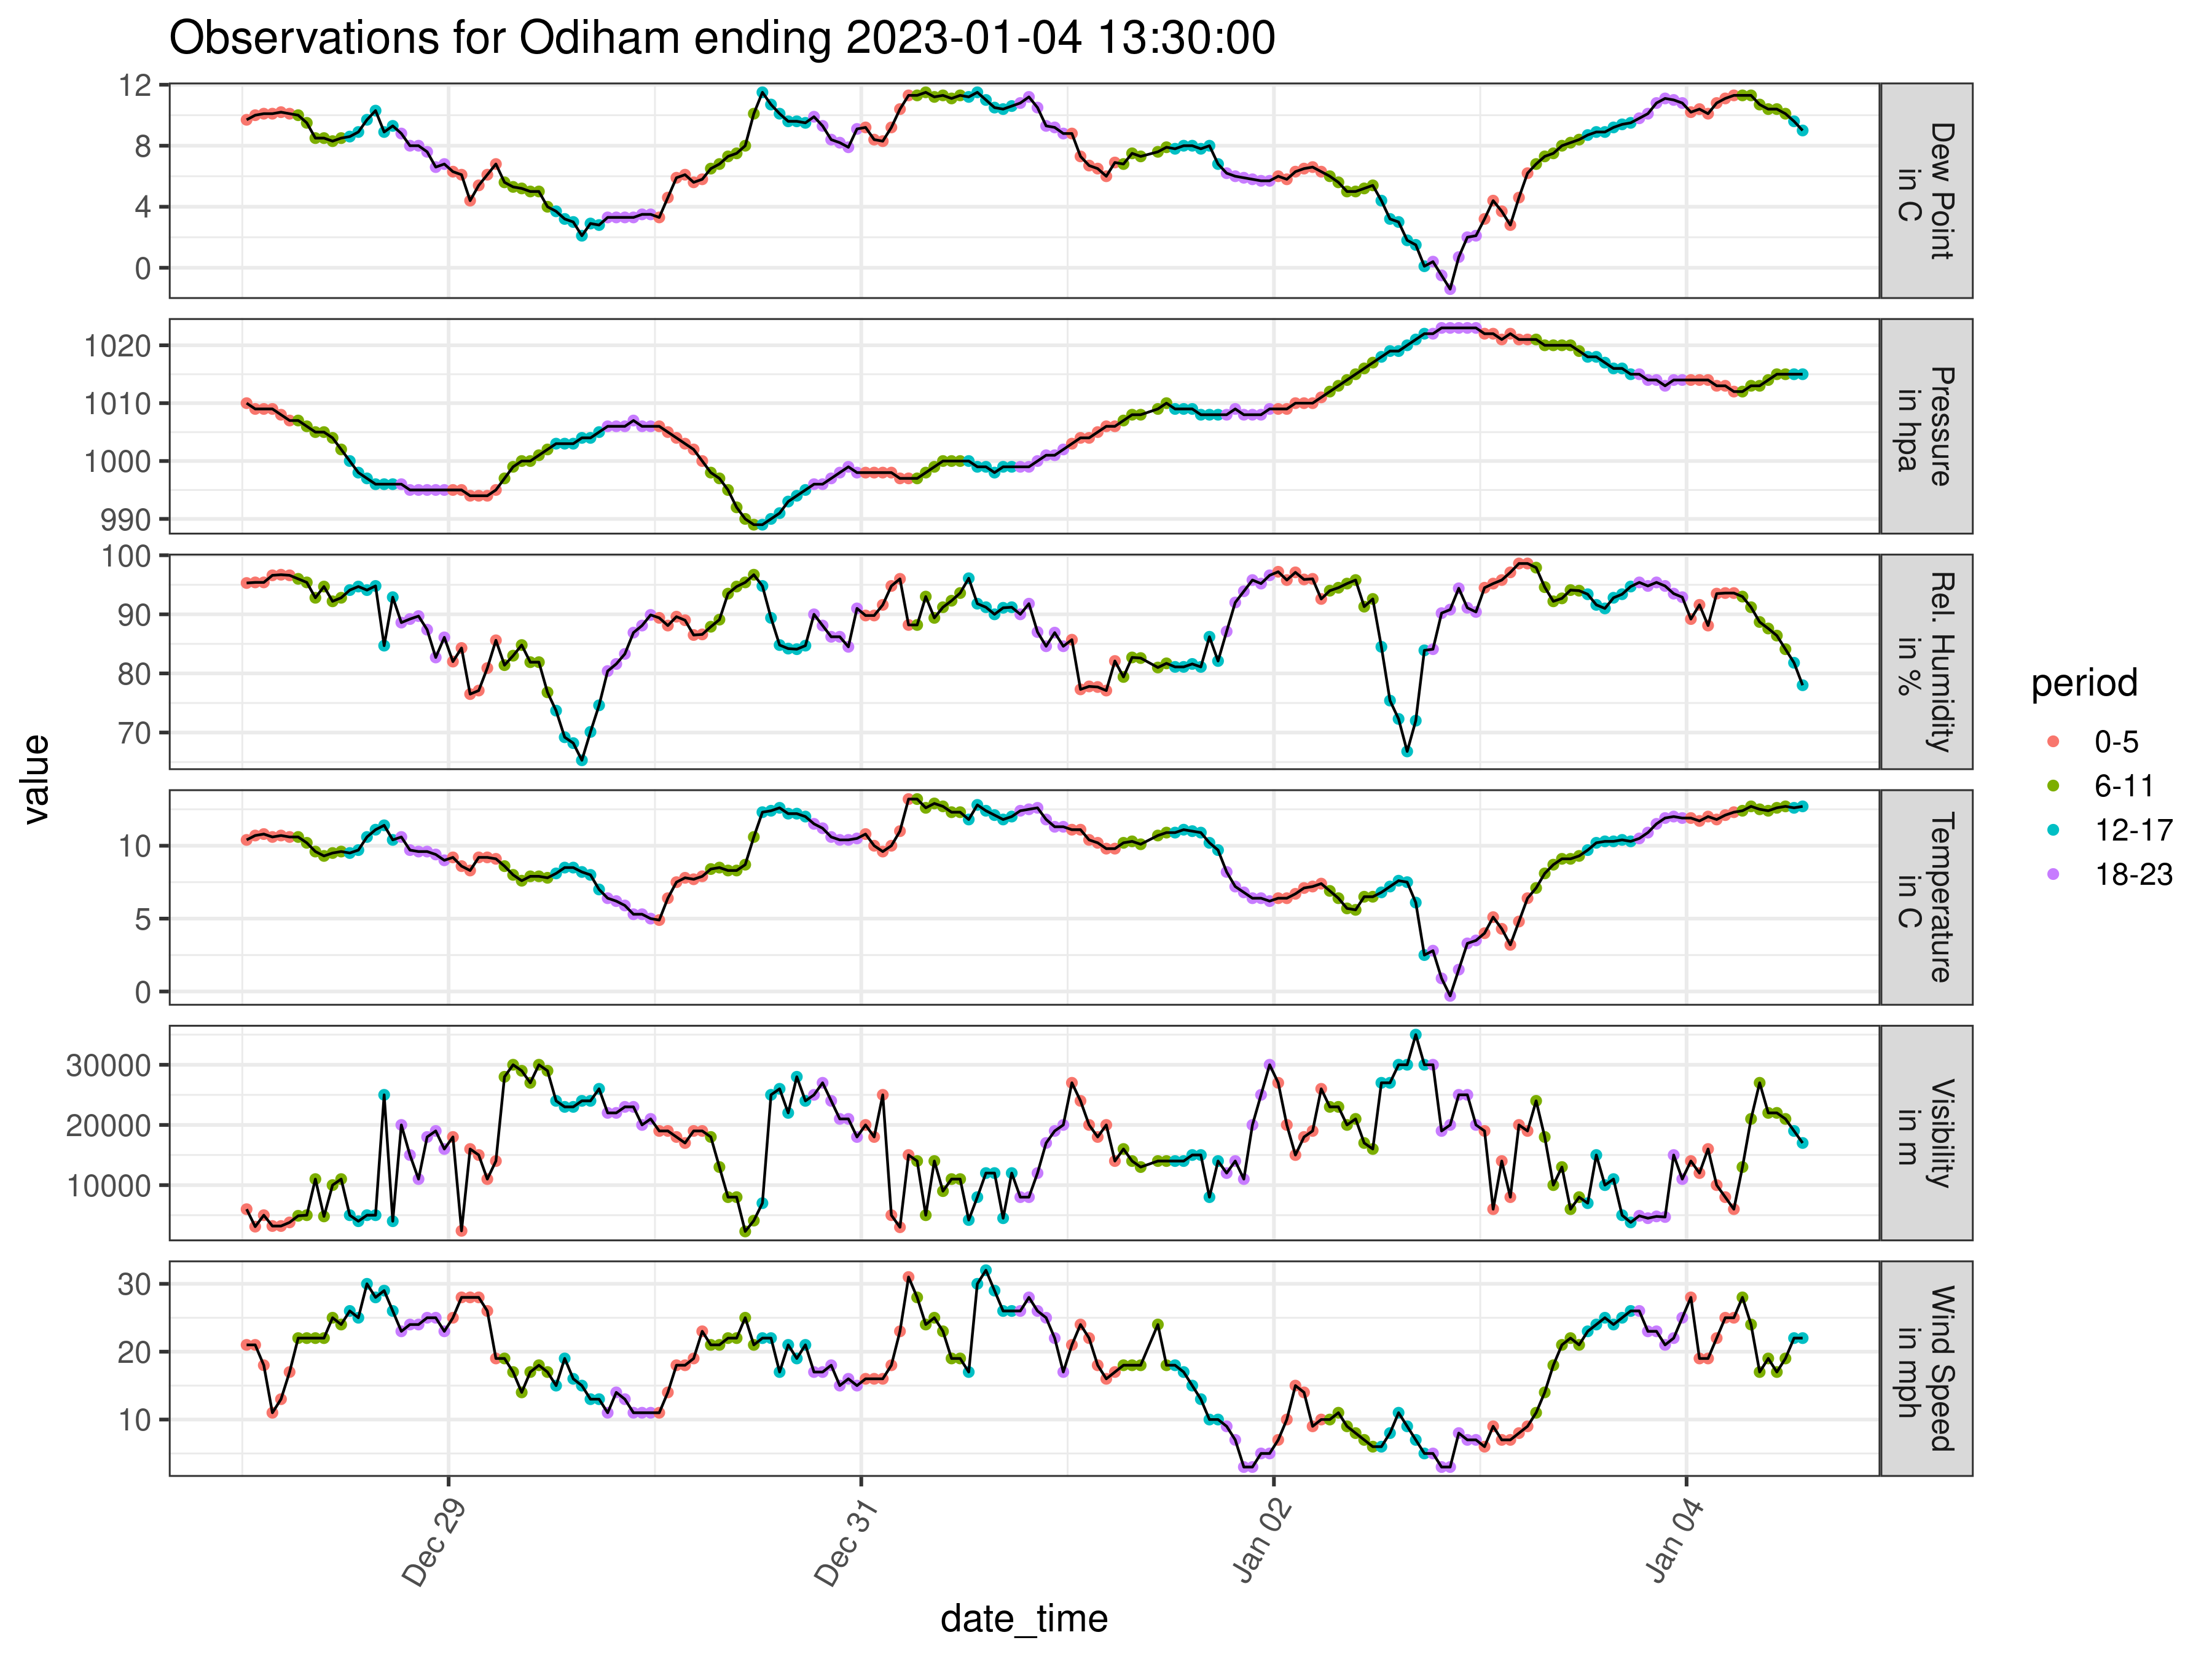 Observations for Odiham ending 2023-01-04 13:30:00
12
8
4
0
Dew Point
in C
1020
1010
1000
990
Pressure
in hpa
100
90
80
70
Rel. Humidity
in %
10
5
0
Temperature
in C
30000
20000
10000
Visibility
in m
30
20
10
Wind Speed
in mph
value
Dec 29
Dec 31
Jan 02
Jan 04
date_time
period
0-5
6-11
12-17
18-23